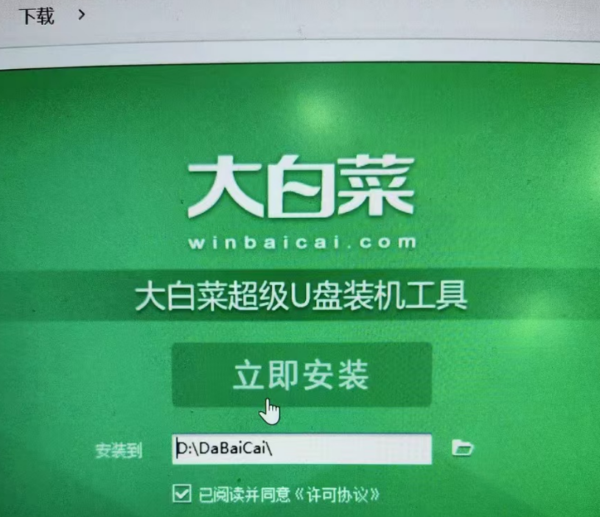 下载 >
大白菜
winbaicai.com
大白菜超级U盘装机工具
立即安装
安装到 D:\DaBaiCai\
已阅读并同意《许可协议》